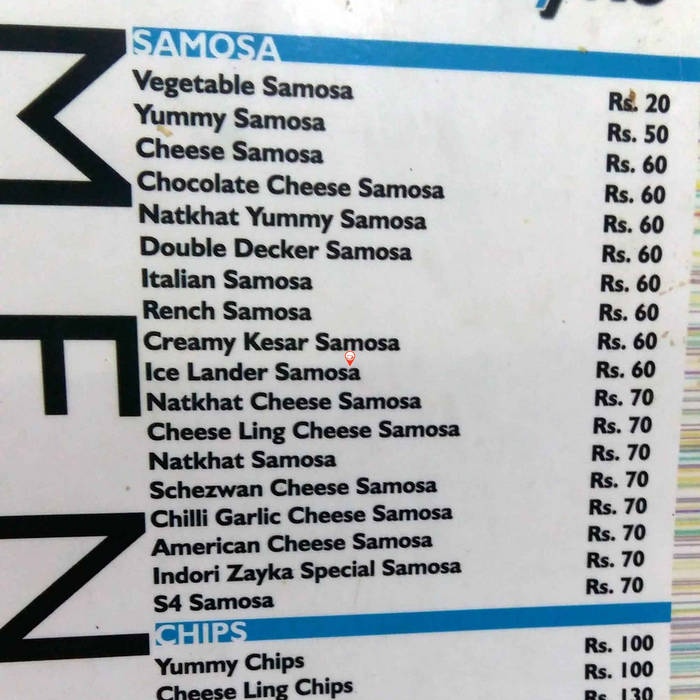 MEN
SAMOSA
Vegetable Samosa Rs. 20
Yummy Samosa Rs. 50
Cheese Samosa Rs. 60
Chocolate Cheese Samosa Rs. 60
Natkhat Yummy Samosa Rs. 60
Double Decker Samosa Rs. 60
Italian Samosa Rs. 60
Rench Samosa Rs. 60
Creamy Kesar Samosa Rs. 60
Ice Lander Samosa Rs. 60
Natkhat Cheese Samosa Rs. 70
Cheese Ling Cheese Samosa Rs. 70
Natkhat Samosa Rs. 70
Schezwan Cheese Samosa Rs. 70
Chilli Garlic Cheese Samosa Rs. 70
American Cheese Samosa Rs. 70
Indori Zayka Special Samosa Rs. 70
S4 Samosa Rs. 70
CHIPS
Yummy Chips Rs. 100
Cheese Ling Chips Rs. 100
Rs. 130